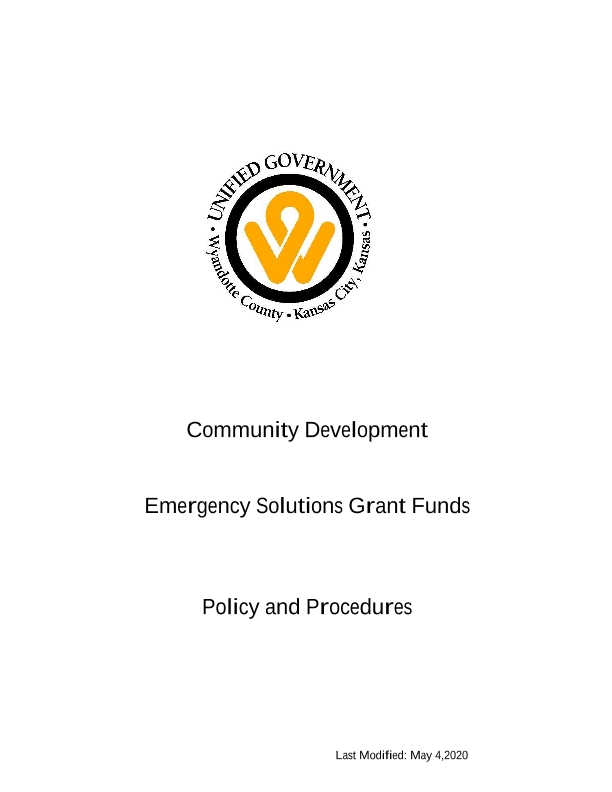 • UNIFIED GOVERNMENT •
Wyandotte County • Kansas City, Kansas
Community Development
Emergency Solutions Grant Funds
Policy and Procedures
Last Modified: May 4,2020